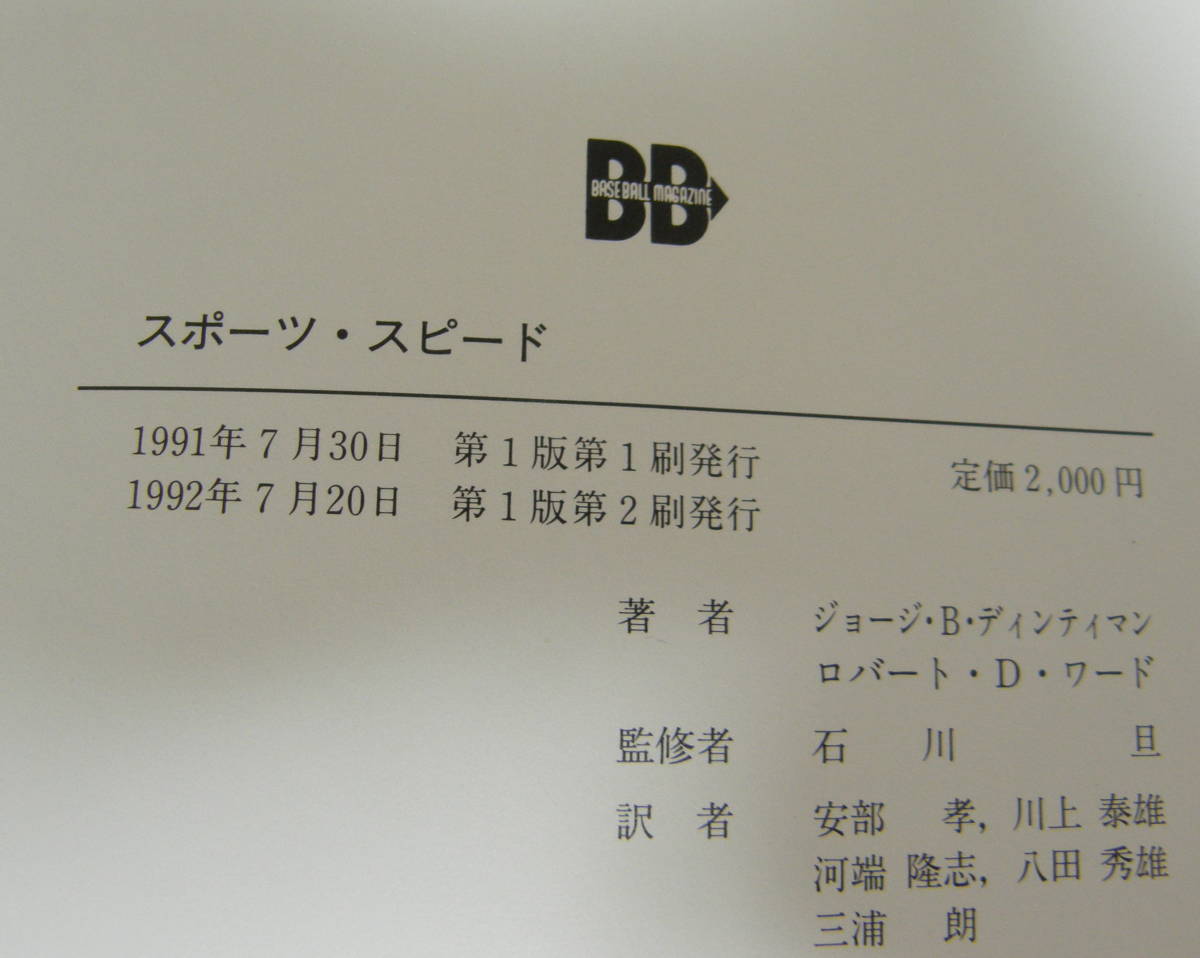 BB
BASEBALL MAGAZINE
スポーツ・スピード
1991年7月30日 第1版第1刷発行
1992年7月20日 第1版第2刷発行
定価2,000円
著者 ジョージ・B・ディンティマン
ロバート・D・ワード
監修者 石川 旦
訳者 安部 孝, 川上 泰雄
河端 隆志, 八田 秀雄
三浦 朗